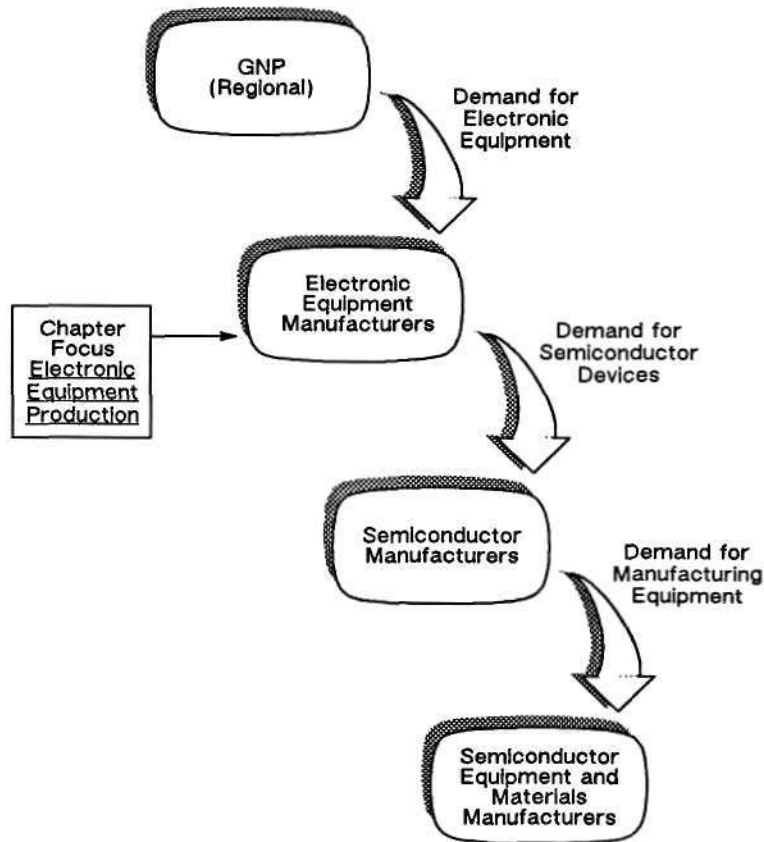 GNP
(Regional)
Demand for
Electronic
Equipment
Electronic
Equipment
Manufacturers
Chapter
Focus
Electronic
Equipment
Production
Demand for
Semiconductor
Devices
Semiconductor
Manufacturers
Demand for
Manufacturing
Equipment
Semiconductor
Equipment and
Materials
Manufacturers